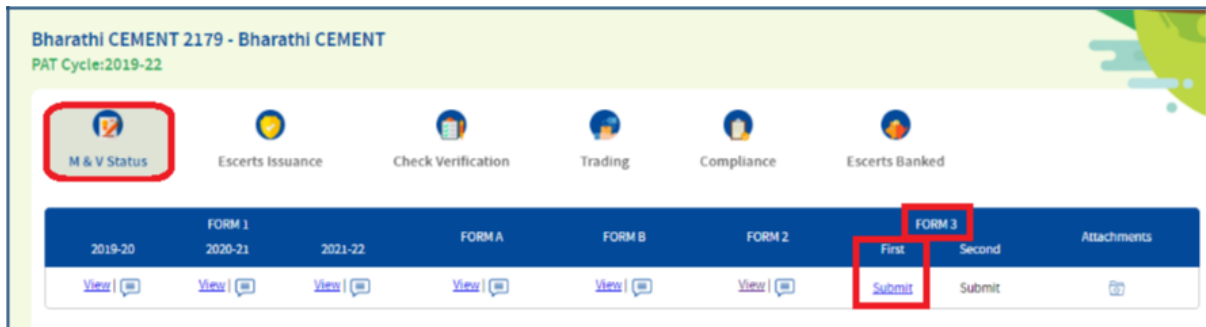 Bharathi CEMENT 2179 - Bharathi CEMENT
PAT Cycle:2019-22
M & V Status Escerts Issuance Check Verification Trading Compliance Escerts Banked
FORM 1 FORM 3
FORM A FORM B FORM 2 Attachments
2019-20 2020-21 2021-22 First Second
View | View | View | View | View | View | Submit Submit